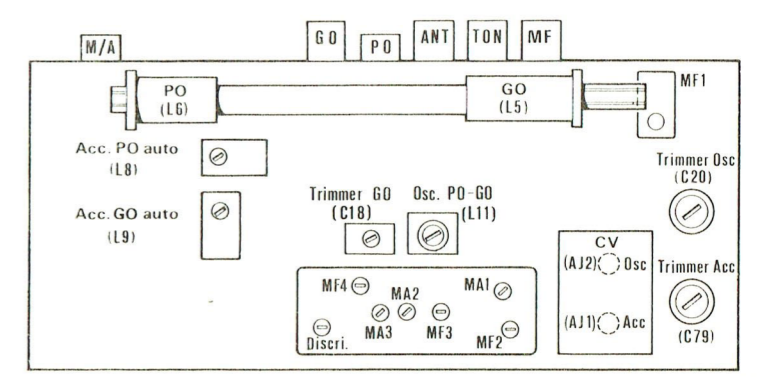 M/A
GO
PO
ANT
TON
MF
PO
(L6)
GO
(L5)
MF1
Acc. PO auto
(L8)
Trimmer Osc
(C20)
Trimmer GO
(C18)
Osc. PO-GO
(L11)
Acc. GO auto
(L9)
CV
(AJ2) Osc
Trimmer Acc
(C79)
(AJ1) Acc
MF4
MA2
MA1
Discri.
MA3
MF3
MF2